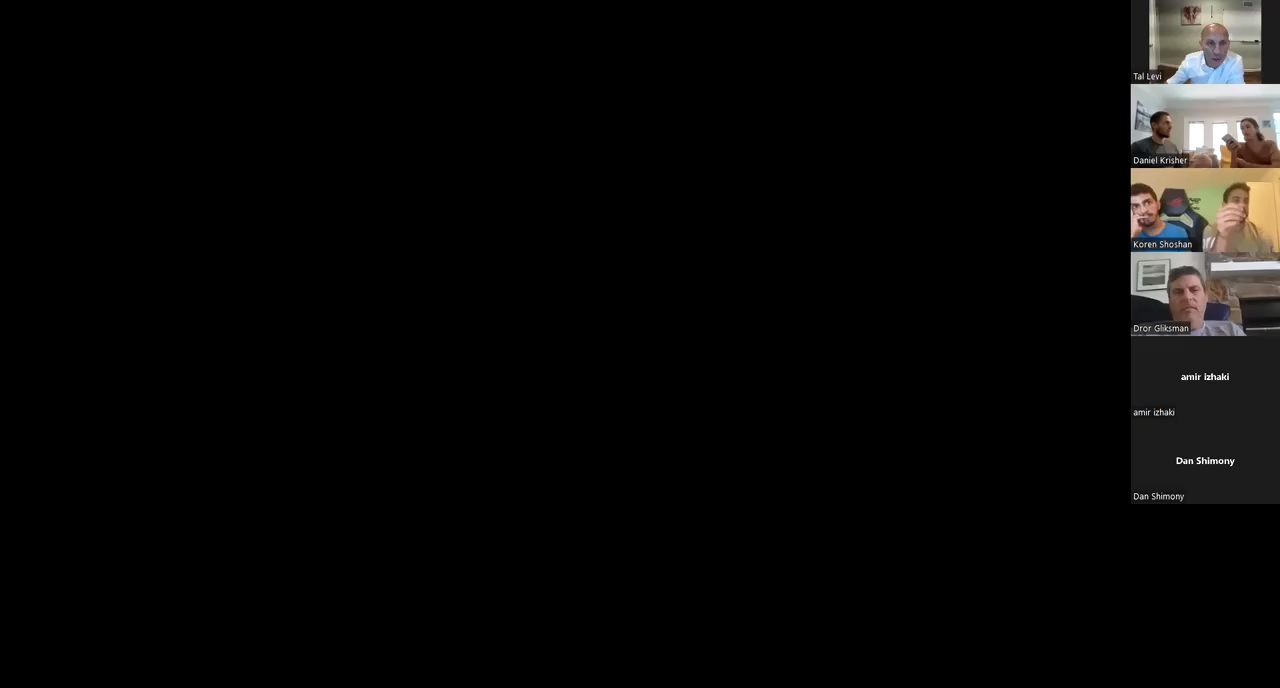 Tal Levi
Daniel Krisher
Koren Shoshan
Dror Gliksman
amir izhaki
amir izhaki
Dan Shimony
Dan Shimony